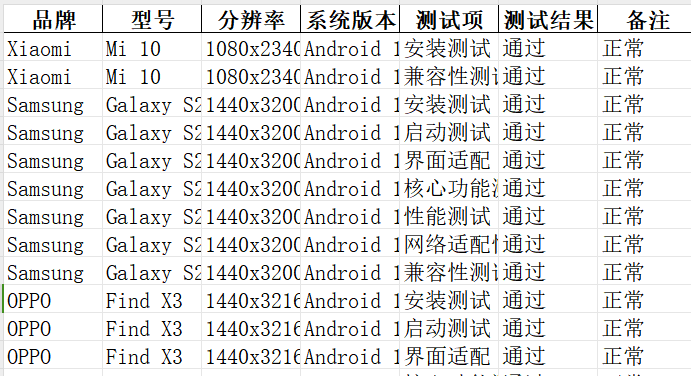 品牌 型号 分辨率 系统版本 测试项 测试结果 备注
Xiaomi Mi 10 1080x2340 Android 1 安装测试 通过 正常
Xiaomi Mi 10 1080x2340 Android 1 兼容性测试 通过 正常
Samsung Galaxy S2 1440x3200 Android 1 安装测试 通过 正常
Samsung Galaxy S2 1440x3200 Android 1 启动测试 通过 正常
Samsung Galaxy S2 1440x3200 Android 1 界面适配 通过 正常
Samsung Galaxy S2 1440x3200 Android 1 核心功能 通过 正常
Samsung Galaxy S2 1440x3200 Android 1 性能测试 通过 正常
Samsung Galaxy S2 1440x3200 Android 1 网络适配性 通过 正常
Samsung Galaxy S2 1440x3200 Android 1 兼容性测试 通过 正常
OPPO Find X3 1440x3216 Android 1 安装测试 通过 正常
OPPO Find X3 1440x3216 Android 1 启动测试 通过 正常
OPPO Find X3 1440x3216 Android 1 界面适配 通过 正常